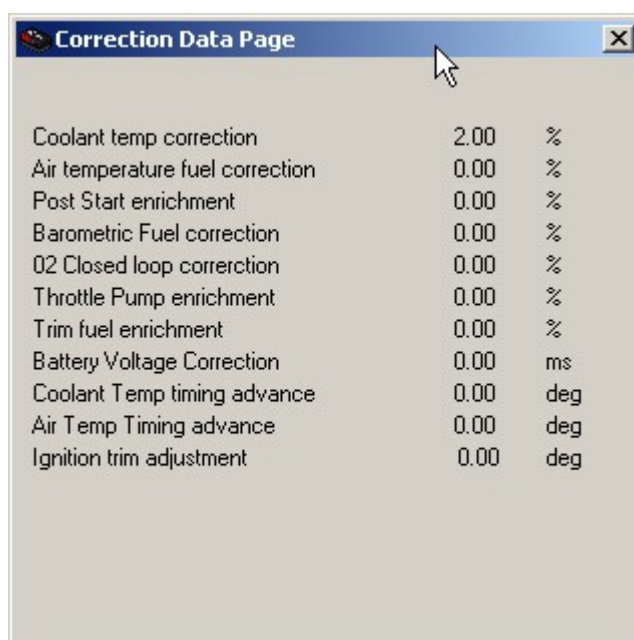 Correction Data Page
Coolant temp correction 2.00 %
Air temperature fuel correction 0.00 %
Post Start enrichment 0.00 %
Barometric Fuel correction 0.00 %
02 Closed loop correrction 0.00 %
Throttle Pump enrichment 0.00 %
Trim fuel enrichment 0.00 %
Battery Voltage Correction 0.00 ms
Coolant Temp timing advance 0.00 deg
Air Temp Timing advance 0.00 deg
Ignition trim adjustment 0.00 deg